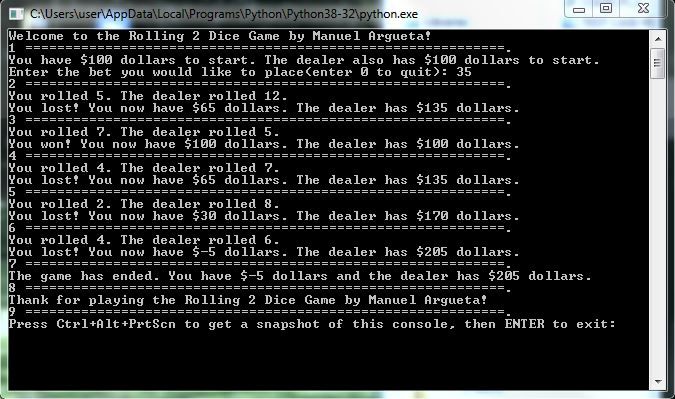 C:\Users\user\AppData\Local\Programs\Python\Python38-32\python.exe
Welcome to the Rolling 2 Dice Game by Manuel Argueta!
1 =================================================.
You have $100 dollars to start. The dealer also has $100 dollars to start.
Enter the bet you would like to place(enter 0 to quit): 35
2 =================================================.
You rolled 5. The dealer rolled 12.
You lost! You now have $65 dollars. The dealer has $135 dollars.
3 =================================================.
You rolled 7. The dealer rolled 5.
You won! You now have $100 dollars. The dealer has $100 dollars.
4 =================================================.
You rolled 4. The dealer rolled 7.
You lost! You now have $65 dollars. The dealer has $135 dollars.
5 =================================================.
You rolled 2. The dealer rolled 8.
You lost! You now have $30 dollars. The dealer has $170 dollars.
6 =================================================.
You rolled 4. The dealer rolled 6.
You lost! You now have $-5 dollars. The dealer has $205 dollars.
7 =================================================.
The game has ended. You have $-5 dollars and the dealer has $205 dollars.
8 =================================================.
Thank for playing the Rolling 2 Dice Game by Manuel Argueta!
9 =================================================.
Press Ctrl+Alt+PrtScn to get a snapshot of this console, then ENTER to exit: